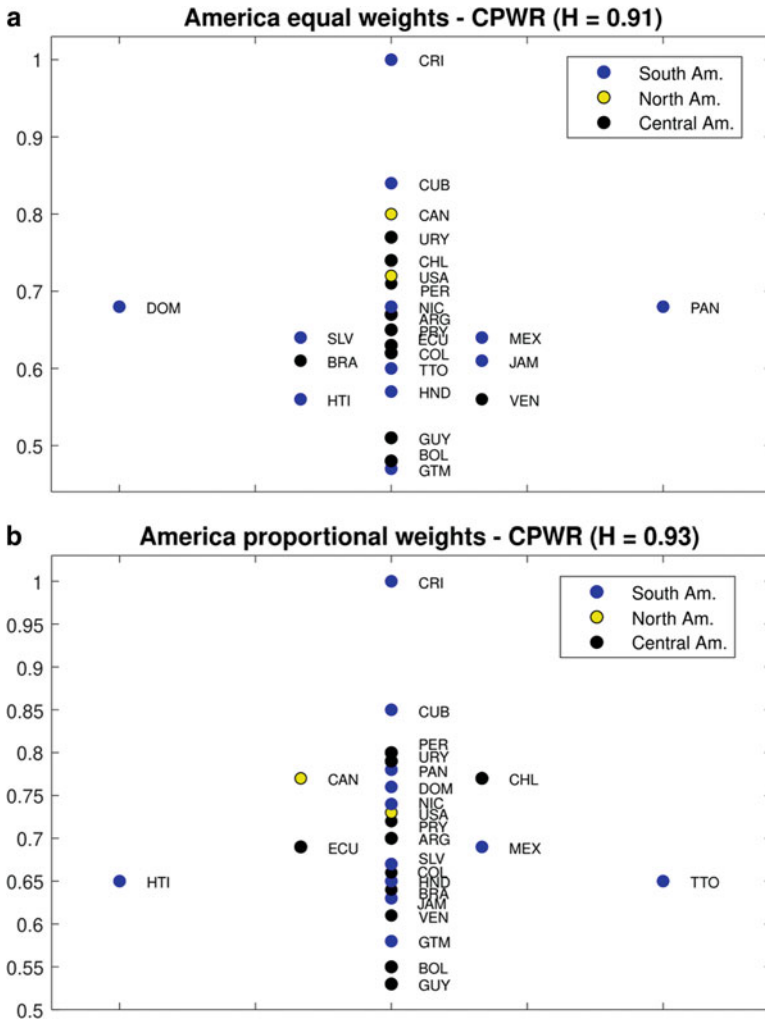 a America equal weights - CPWR (H = 0.91)
1
CRI
South Am.
North Am.
Central Am.
0.9
CUB
0.8
CAN
URY
CHL
USA
PER
0.7
DOM
NIC
PAN
ARG
PRY
SLV
ECU
MEX
BRA
COL
JAM
0.6
TTO
HTI
HND
VEN
GUY
0.5
BOL
GTM
b America proportional weights - CPWR (H = 0.93)
1
CRI
South Am.
North Am.
Central Am.
0.95
0.9
0.85
CUB
PER
0.8
URY
PAN
CAN
CHL
DOM
0.75
NIC
USA
PRY
0.7
ARG
ECU
MEX
SLV
COL
0.65
HTI
HND
TTO
BRA
JAM
VEN
0.6
GTM
0.55
BOL
GUY
0.5